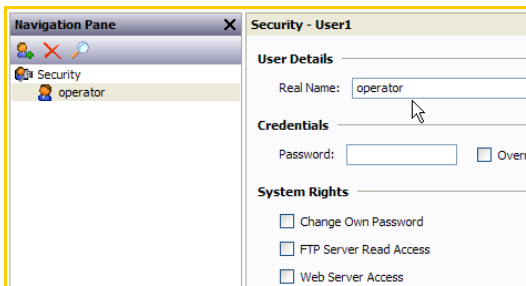 Navigation Pane
Security
operator
Security - User1
User Details
Real Name: operator
Credentials
Password:
System Rights
Change Own Password
FTP Server Read Access
Web Server Access